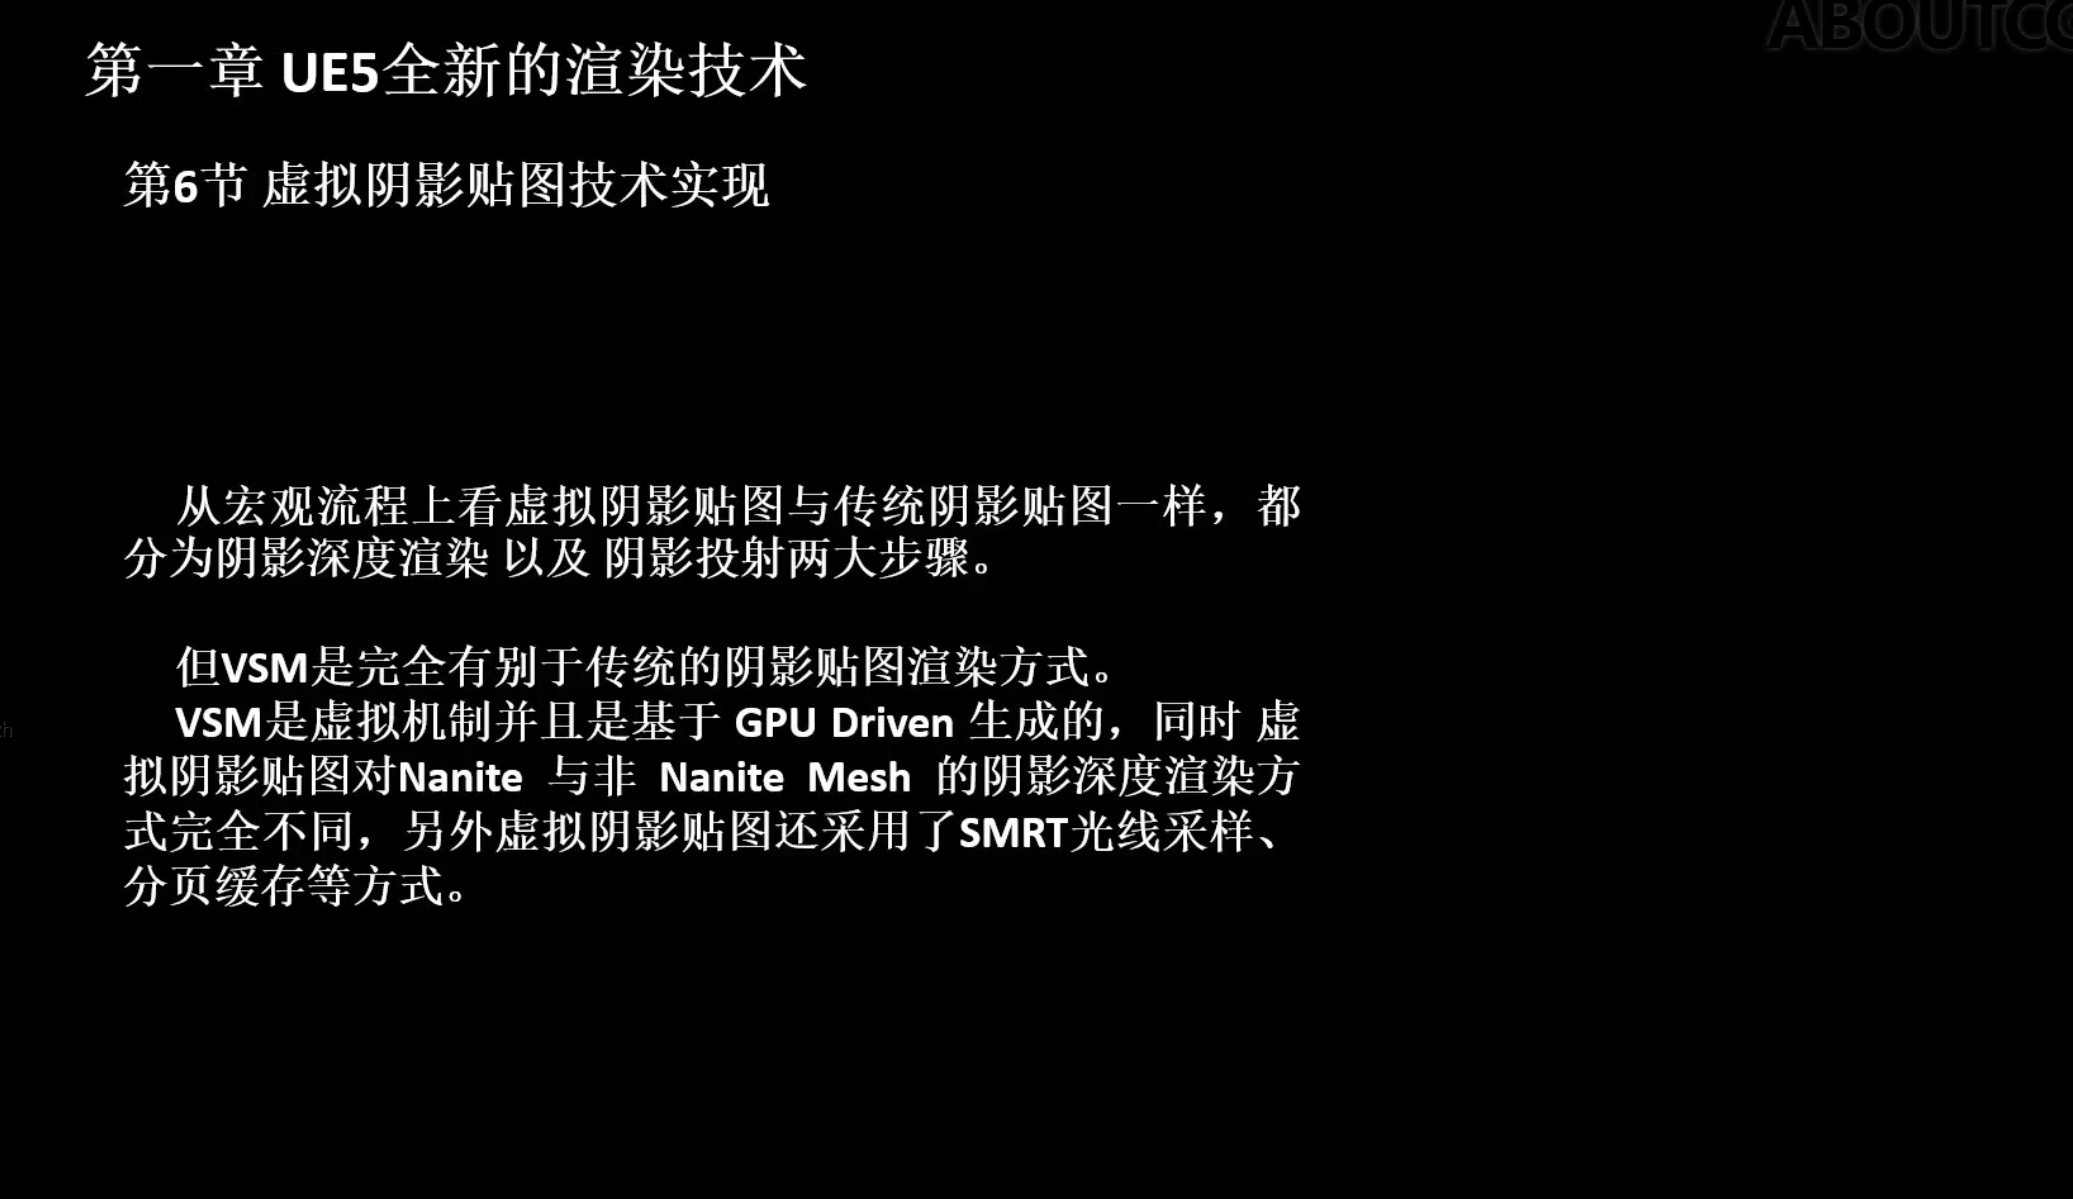 ABOUTCO
第一章 UE5全新的渲染技术
第6节 虚拟阴影贴图技术实现
从宏观流程上看虚拟阴影贴图与传统阴影贴图一样，都
分为阴影深度渲染 以及 阴影投射两大步骤。
但VSM是完全有别于传统的阴影贴图渲染方式。
VSM是虚拟机制并且是基于 GPU Driven 生成的，同时 虚
拟阴影贴图对Nanite 与非 Nanite Mesh 的阴影深度渲染方
式完全不同，另外虚拟阴影贴图还采用了SMRT光线采样、
分页缓存等方式。